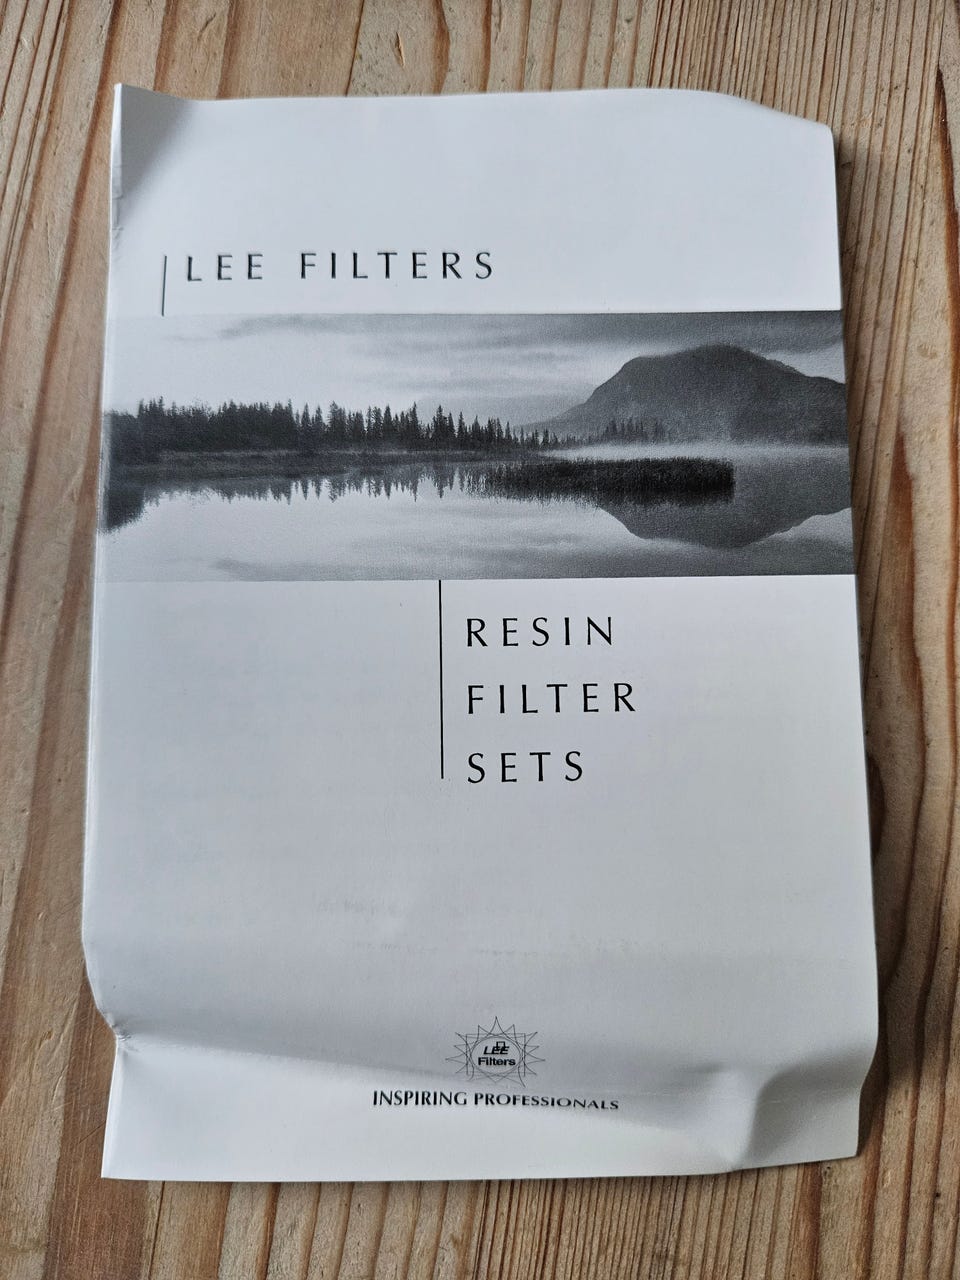 LEE FILTERS
RESIN
FILTER
SETS
LEE
Filters
INSPIRING PROFESSIONALS